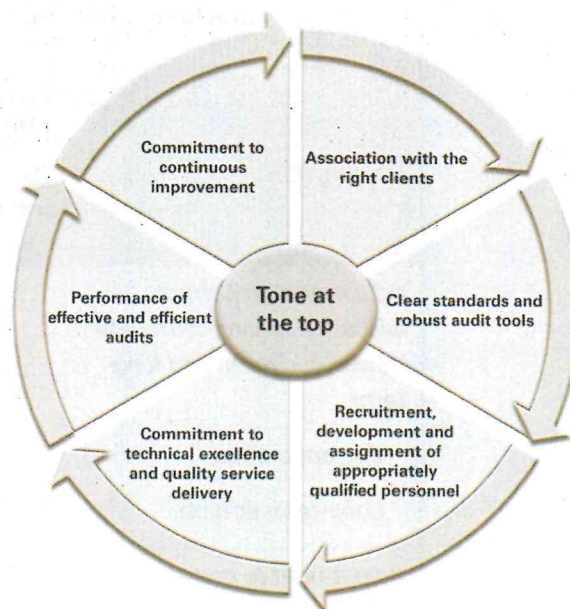 Tone at
the top
Association with the
right clients
Clear standards and
robust audit tools
Recruitment,
development and
assignment of
appropriately
qualified personnel
Commitment to
technical excellence
and quality service
delivery
Performance of
effective and efficient
audits
Commitment to
continuous
improvement